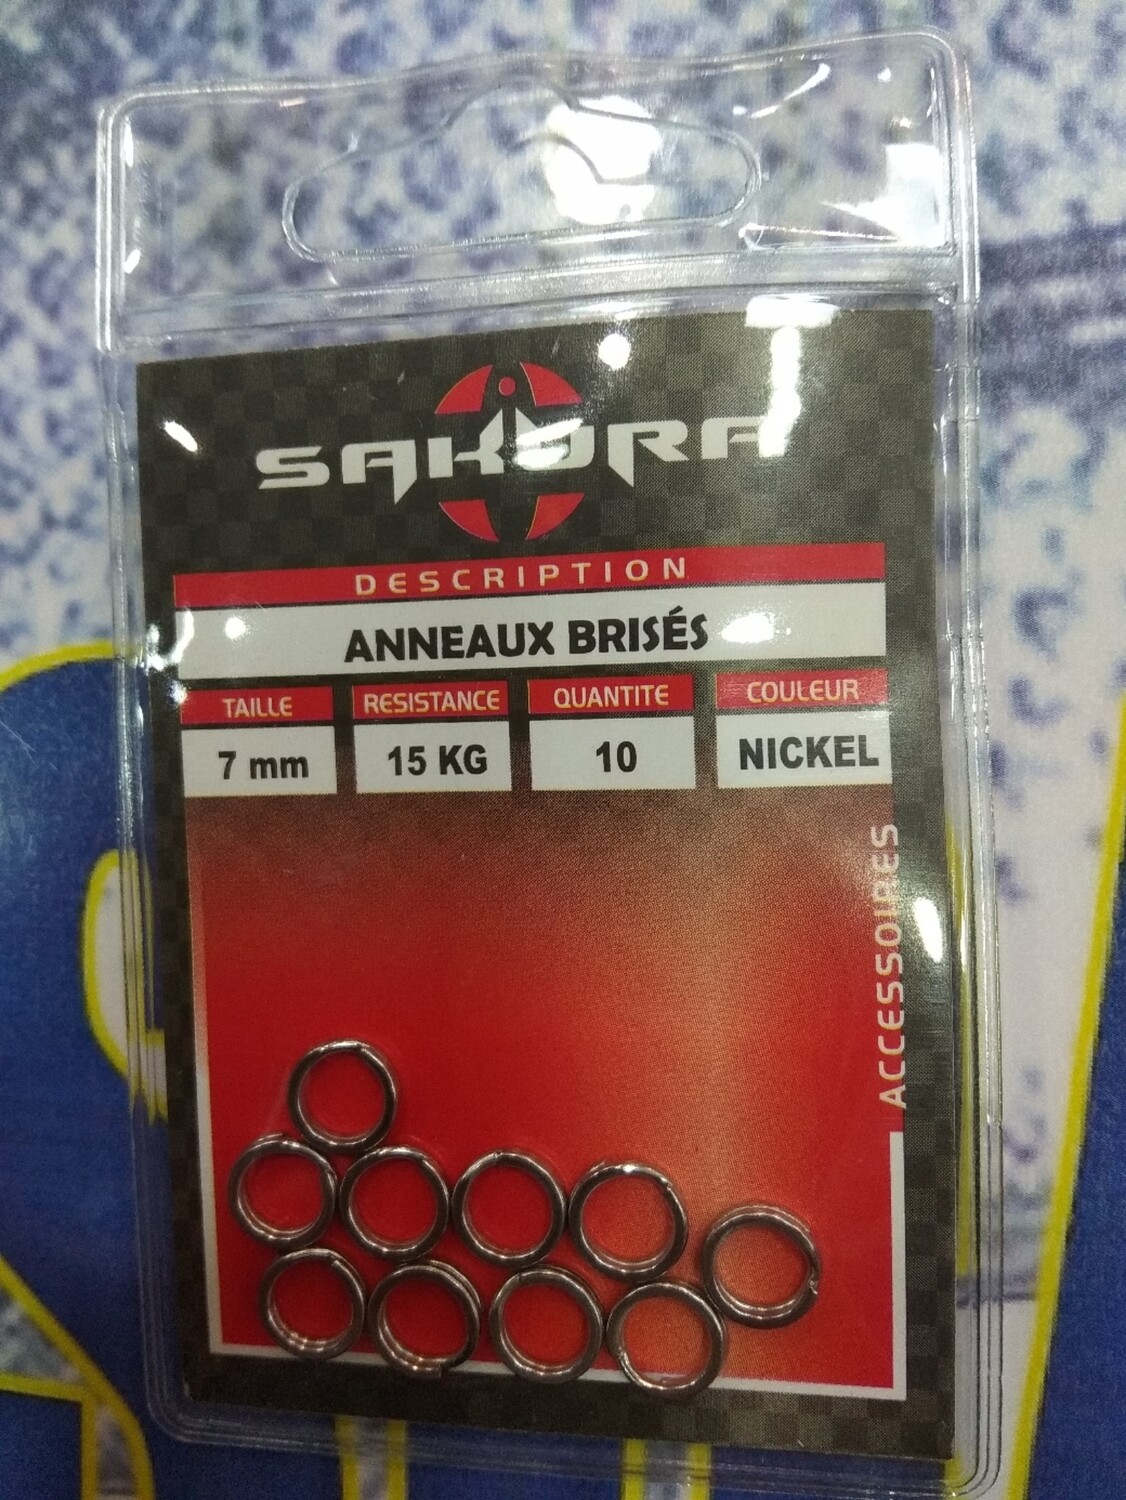 SAKURA
DESCRIPTION
ANNEAUX BRISÉS
TAILLE RESISTANCE QUANTITE COULEUR
7 mm 15 KG 10 NICKEL
ACCESSOIRES